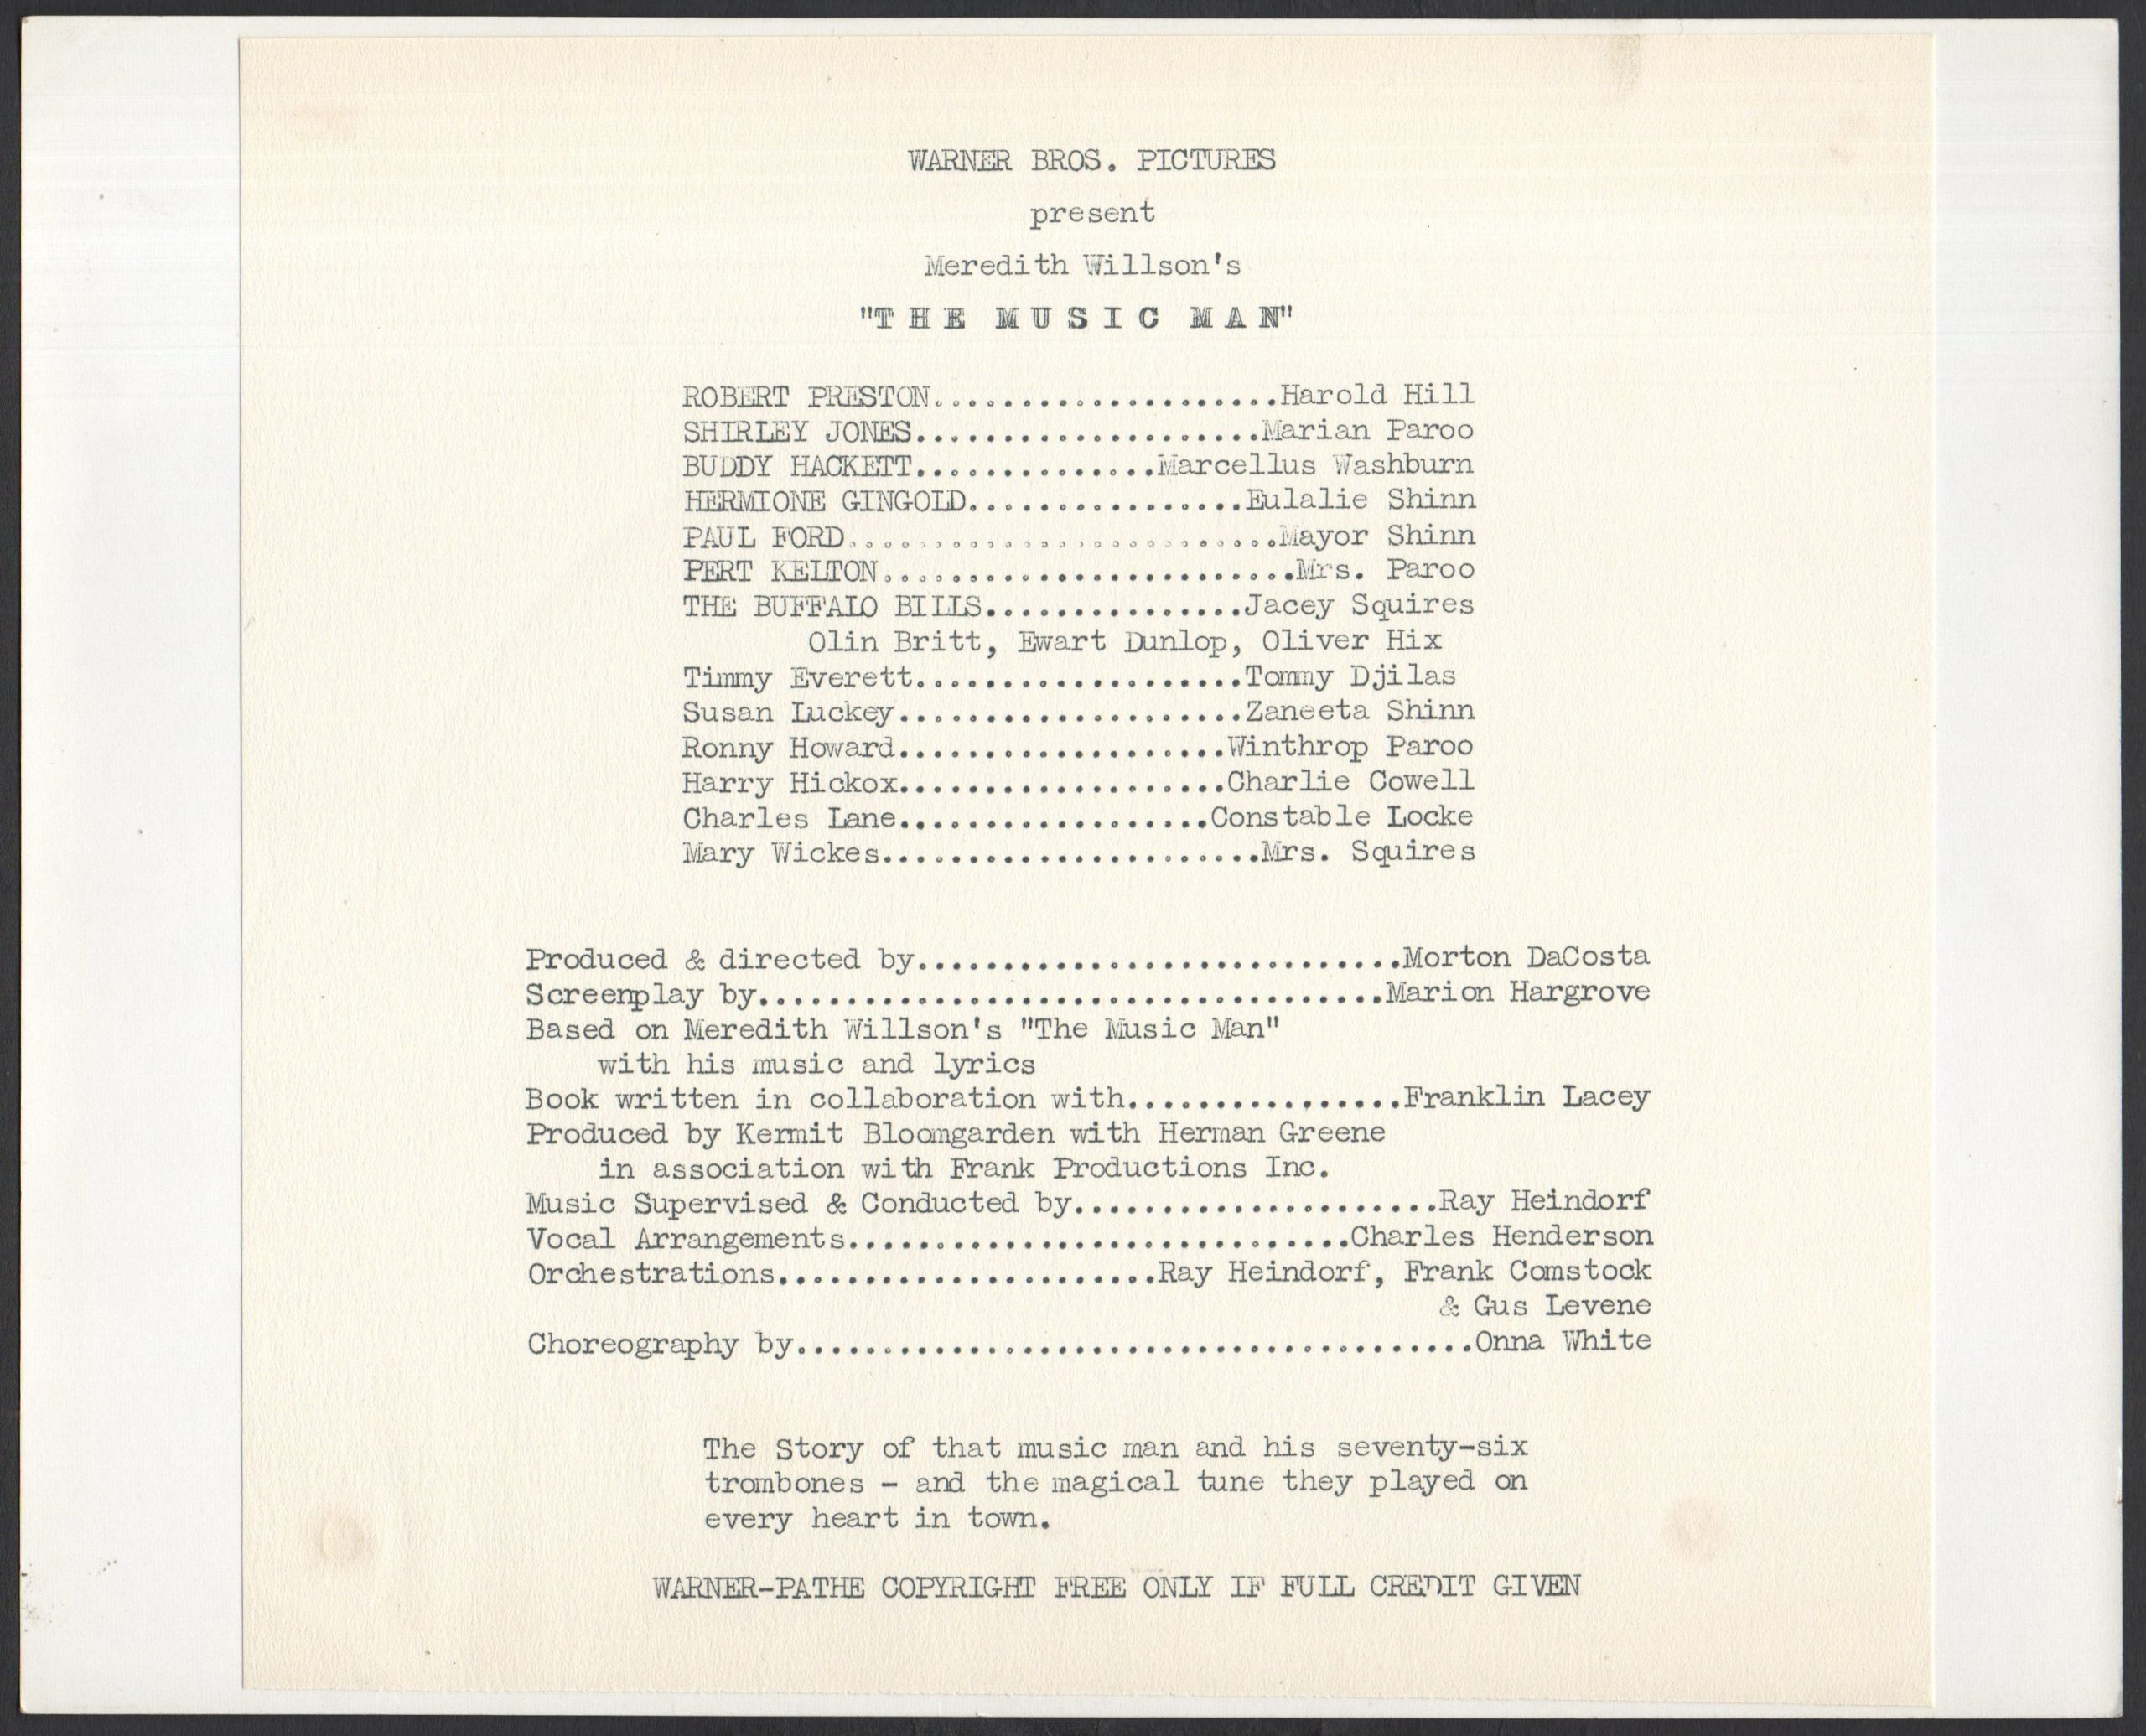 WARNER BROS. PICTURES
present
Meredith Willson's
"T H E  M U S I C  M A N"
ROBERT PRESTON....................Harold Hill
SHIRLEY JONES....................Marian Paroo
BUDDY HACKETT..............Marcellus Washburn
HERMIONE GINGOLD................Eulalie Shinn
PAUL FORD.........................Mayor Shinn
PERT KELTON........................Mrs. Paroo
THE BUFFALO BILLS...............Jacey Squires
Olin Britt, Ewart Dunlop, Oliver Hix
Timmy Everett...................Tommy Djilas
Susan Luckey....................Zaneeta Shinn
Ronny Howard...................Winthrop Paroo
Harry Hickox...................Charlie Cowell
Charles Lane..................Constable Locke
Mary Wickes......................Mrs. Squires
Produced & directed by............................Morton DaCosta
Screenplay by....................................Marion Hargrove
Based on Meredith Willson's "The Music Man"
with his music and lyrics
Book written in collaboration with................Franklin Lacey
Produced by Kermit Bloomgarden with Herman Greene
in association with Frank Productions Inc.
Music Supervised & Conducted by.....................Ray Heindorf
Vocal Arrangements.............................Charles Henderson
Orchestrations......................Ray Heindorf, Frank Comstock
& Gus Levene
Choreography by.......................................Onna White
The Story of that music man and his seventy-six
trombones - and the magical tune they played on
every heart in town.
WARNER-PATHE COPYRIGHT FREE ONLY IF FULL CREDIT GIVEN